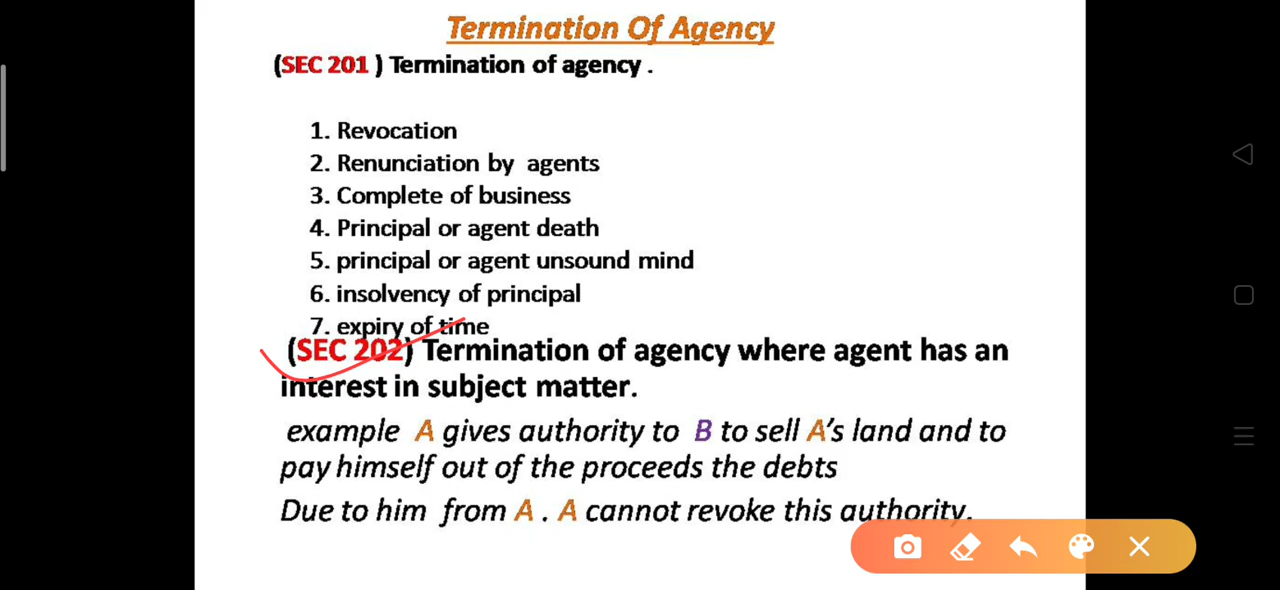 Termination Of Agency
(SEC 201 ) Termination of agency .
1. Revocation
2. Renunciation by  agents
3. Complete of business
4. Principal or agent death
5. principal or agent unsound mind
6. insolvency of principal
7. expiry of time
(SEC 202) Termination of agency where agent has an
interest in subject matter.
example  A gives authority to  B to sell A's land and to
pay himself out of the proceeds the debts
Due to him  from A . A cannot revoke this authority.